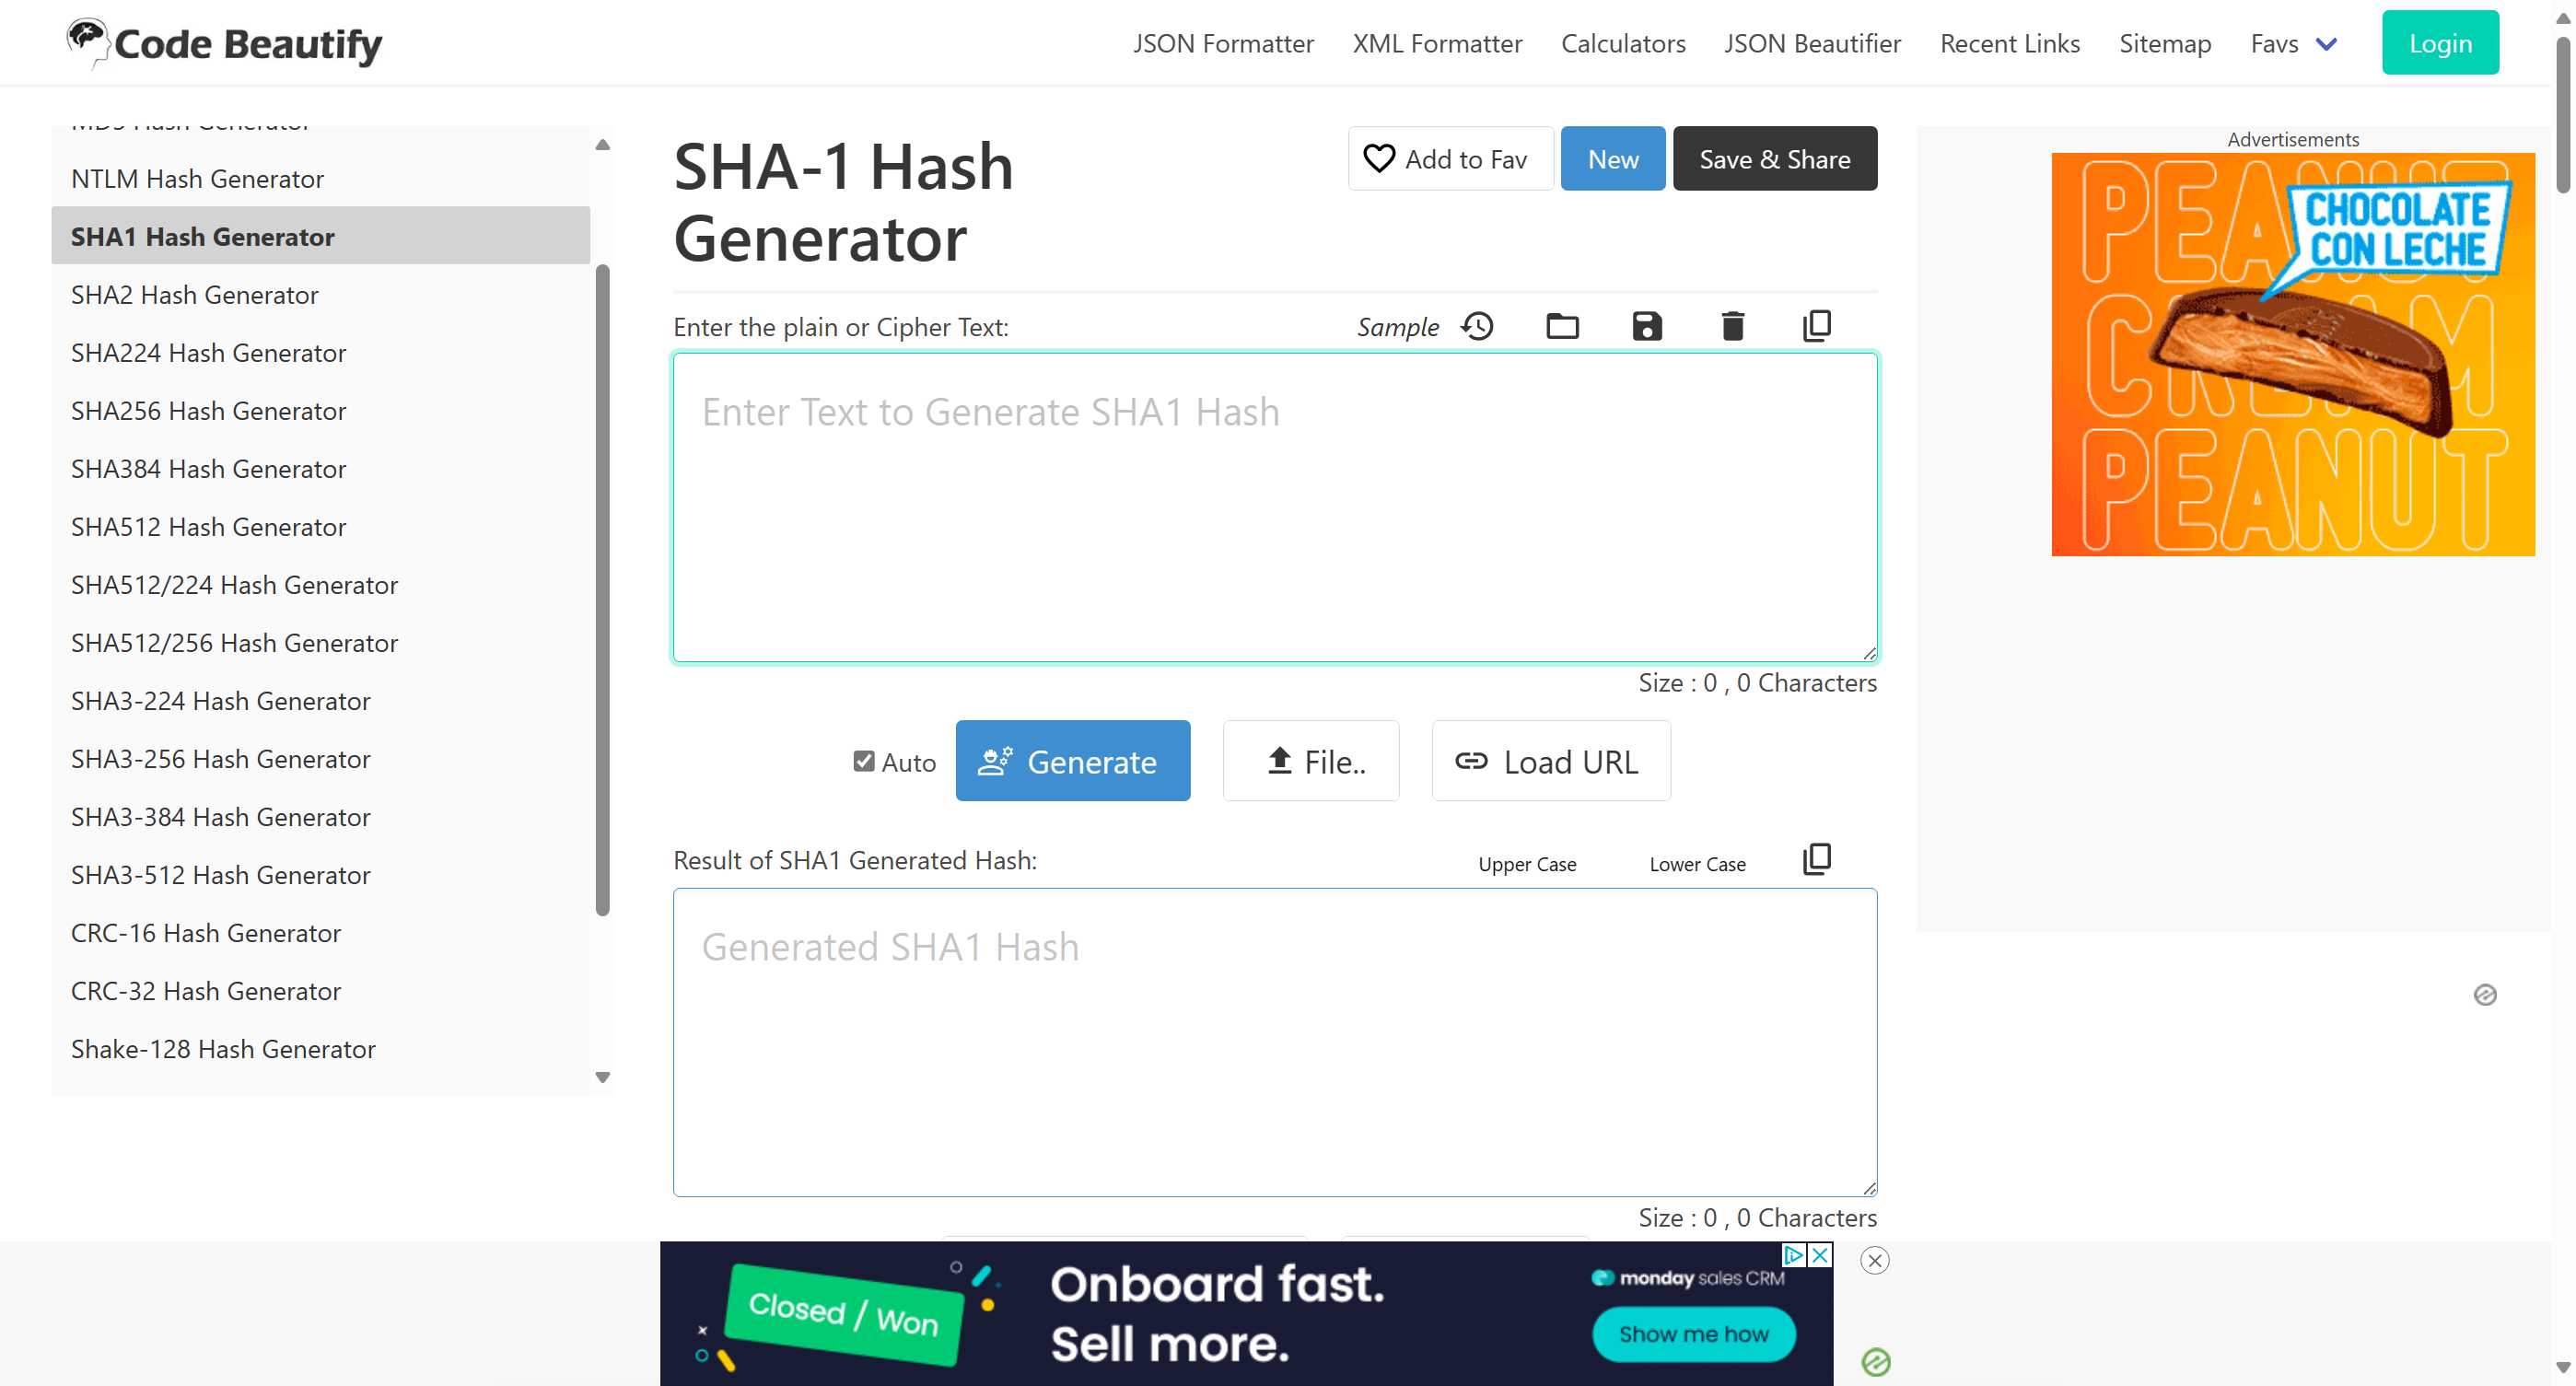 Code Beautify
JSON Formatter
XML Formatter
Calculators
JSON Beautifier
Recent Links
Sitemap
Favs
Login
MD5 Hash Generator
NTLM Hash Generator
SHA1 Hash Generator
SHA2 Hash Generator
SHA224 Hash Generator
SHA256 Hash Generator
SHA384 Hash Generator
SHA512 Hash Generator
SHA512/224 Hash Generator
SHA512/256 Hash Generator
SHA3-224 Hash Generator
SHA3-256 Hash Generator
SHA3-384 Hash Generator
SHA3-512 Hash Generator
CRC-16 Hash Generator
CRC-32 Hash Generator
Shake-128 Hash Generator
SHA-1 Hash
Generator
Add to Fav
New
Save & Share
Enter the plain or Cipher Text:
Sample
Enter Text to Generate SHA1 Hash
Size : 0 , 0 Characters
Auto
Generate
File..
Load URL
Result of SHA1 Generated Hash:
Upper Case
Lower Case
Generated SHA1 Hash
Size : 0 , 0 Characters
Advertisements
CHOCOLATE
CON LECHE
PEANUT
Closed / Won
Onboard fast.
Sell more.
monday sales CRM
Show me how